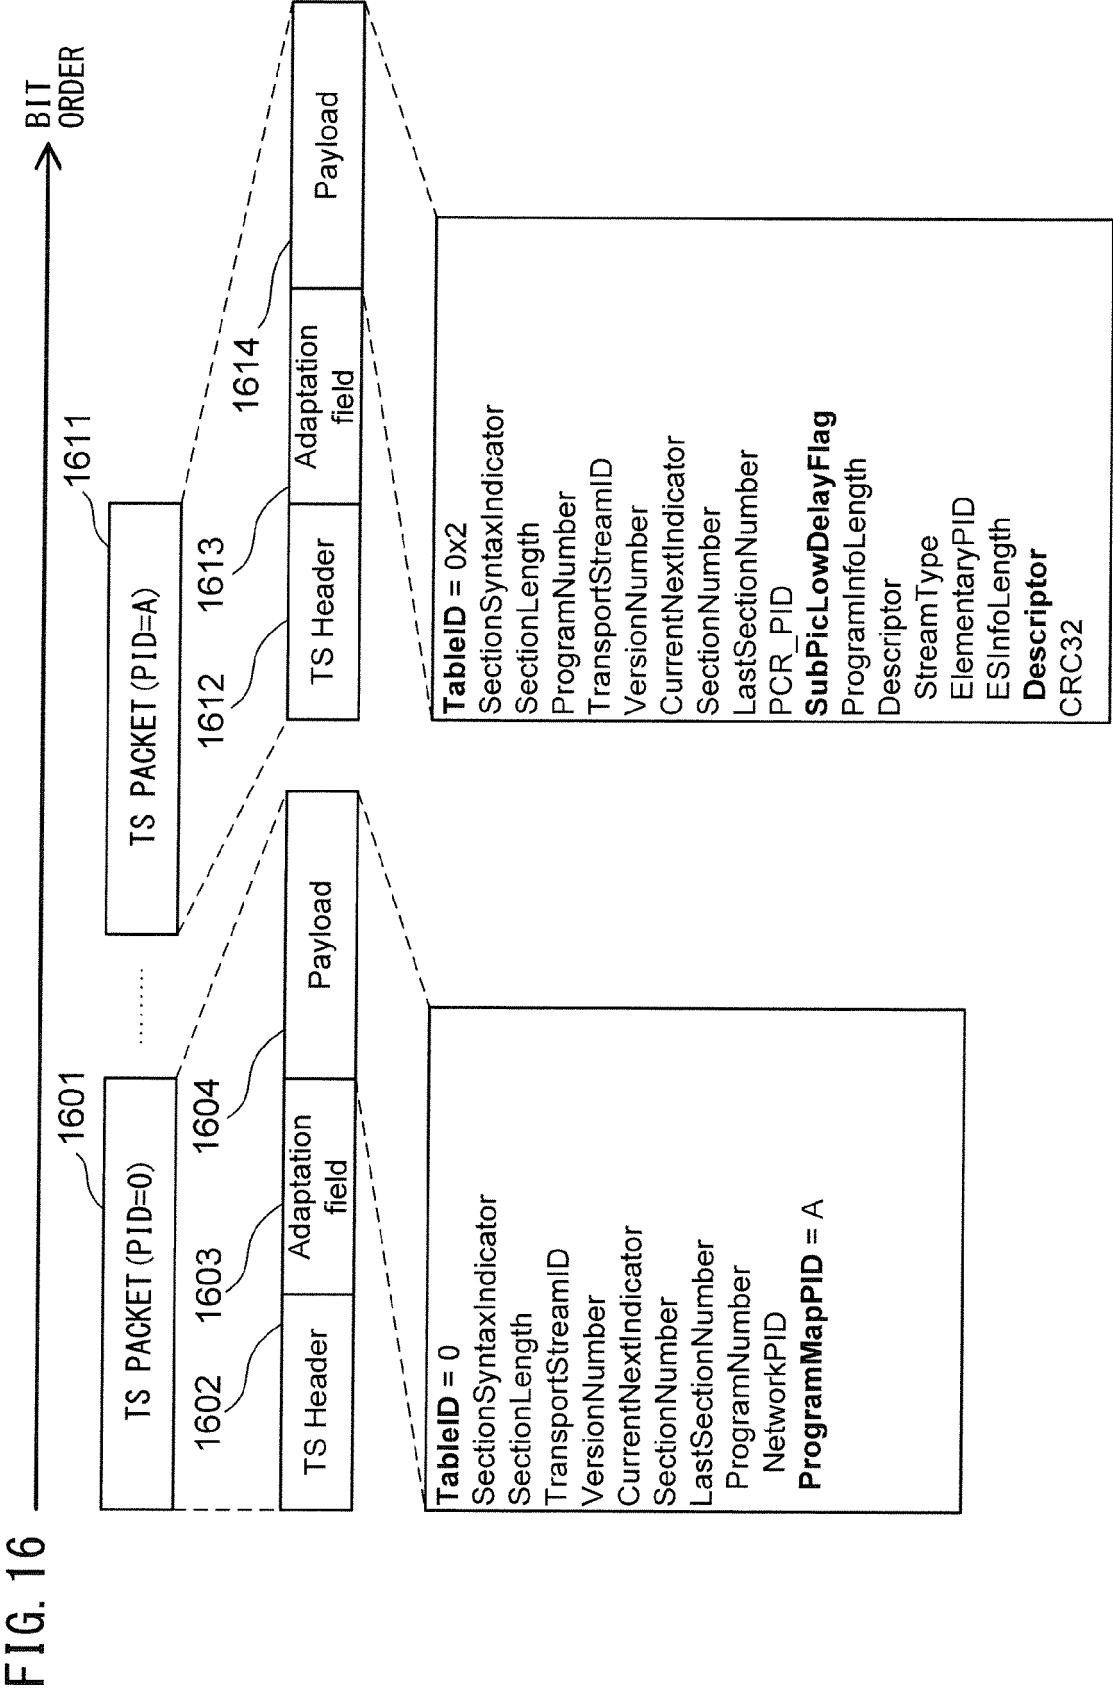 FIG. 16
BIT
ORDER
1601
TS PACKET(PID=0)
.........
1611
TS PACKET(PID=A)
1602
1603
1604
TS Header
Adaptation
field
Payload
1612
1613
1614
TS Header
Adaptation
field
Payload
TableID = 0
SectionSyntaxIndicator
SectionLength
TransportStreamID
VersionNumber
CurrentNextIndicator
SectionNumber
LastSectionNumber
ProgramNumber
NetworkPID
ProgramMapPID = A
TableID = 0x2
SectionSyntaxIndicator
SectionLength
ProgramNumber
TransportStreamID
VersionNumber
CurrentNextIndicator
SectionNumber
LastSectionNumber
PCR_PID
SubPicLowDelayFlag
ProgramInfoLength
Descriptor
StreamType
ElementaryPID
ESInfoLength
Descriptor
CRC32